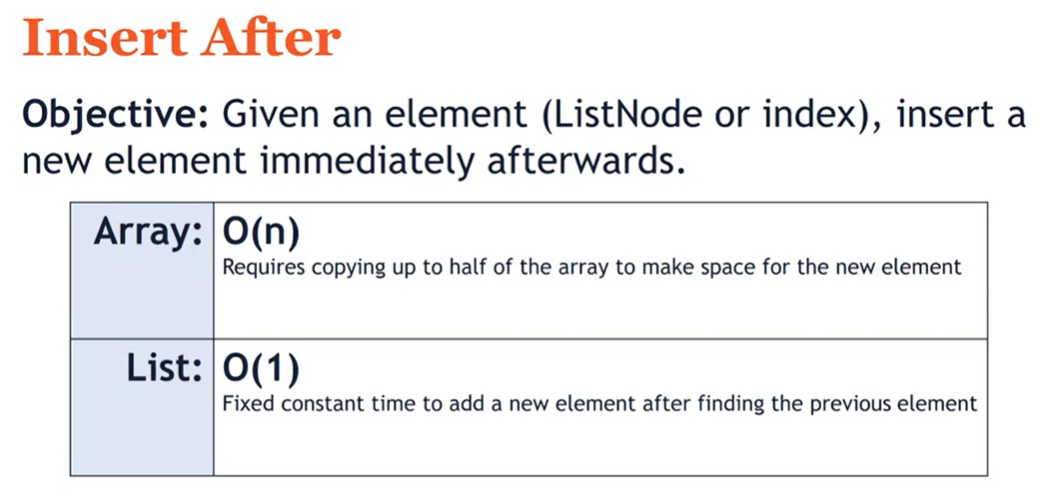 Insert After
Objective: Given an element (ListNode or index), insert a
new element immediately afterwards.
Array: O(n)
Requires copying up to half of the array to make space for the new element
List: O(1)
Fixed constant time to add a new element after finding the previous element